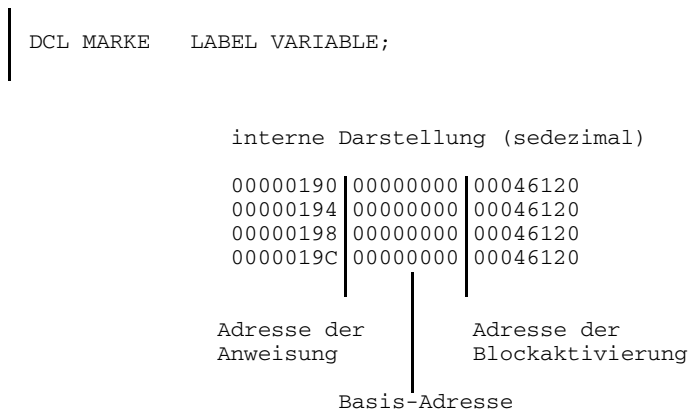 DCL MARKE LABEL VARIABLE;
interne Darstellung (sedezimal)
00000190 00000000 00046120
00000194 00000000 00046120
00000198 00000000 00046120
0000019C 00000000 00046120
Adresse der Adresse der
Anweisung Blockaktivierung
Basis-Adresse